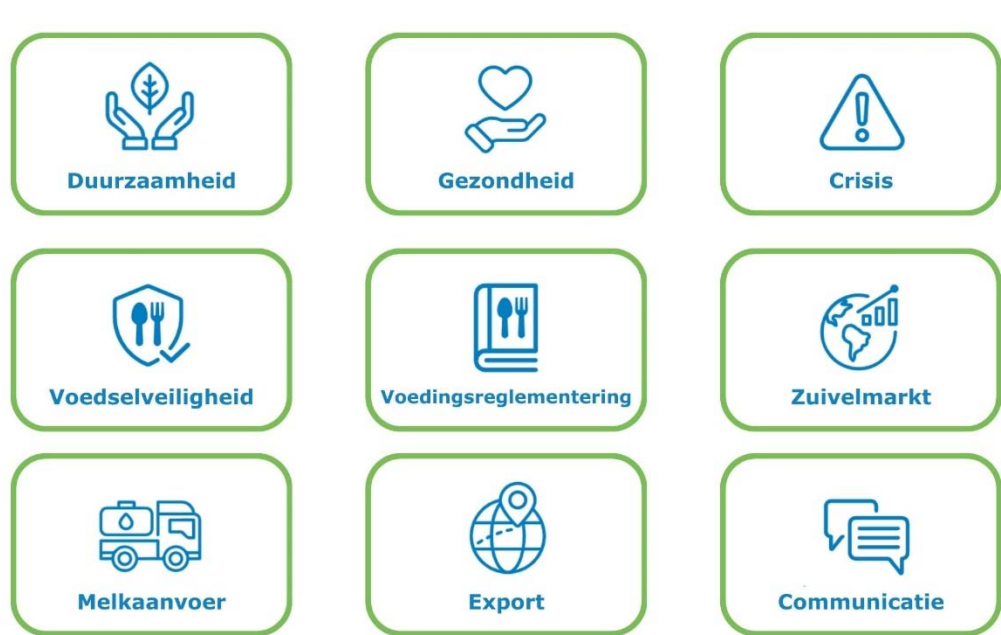 Duurzaamheid
Gezondheid
Crisis
Voedselveiligheid
Voedingsreglementering
Zuivelmarkt
Melkaanvoer
Export
Communicatie